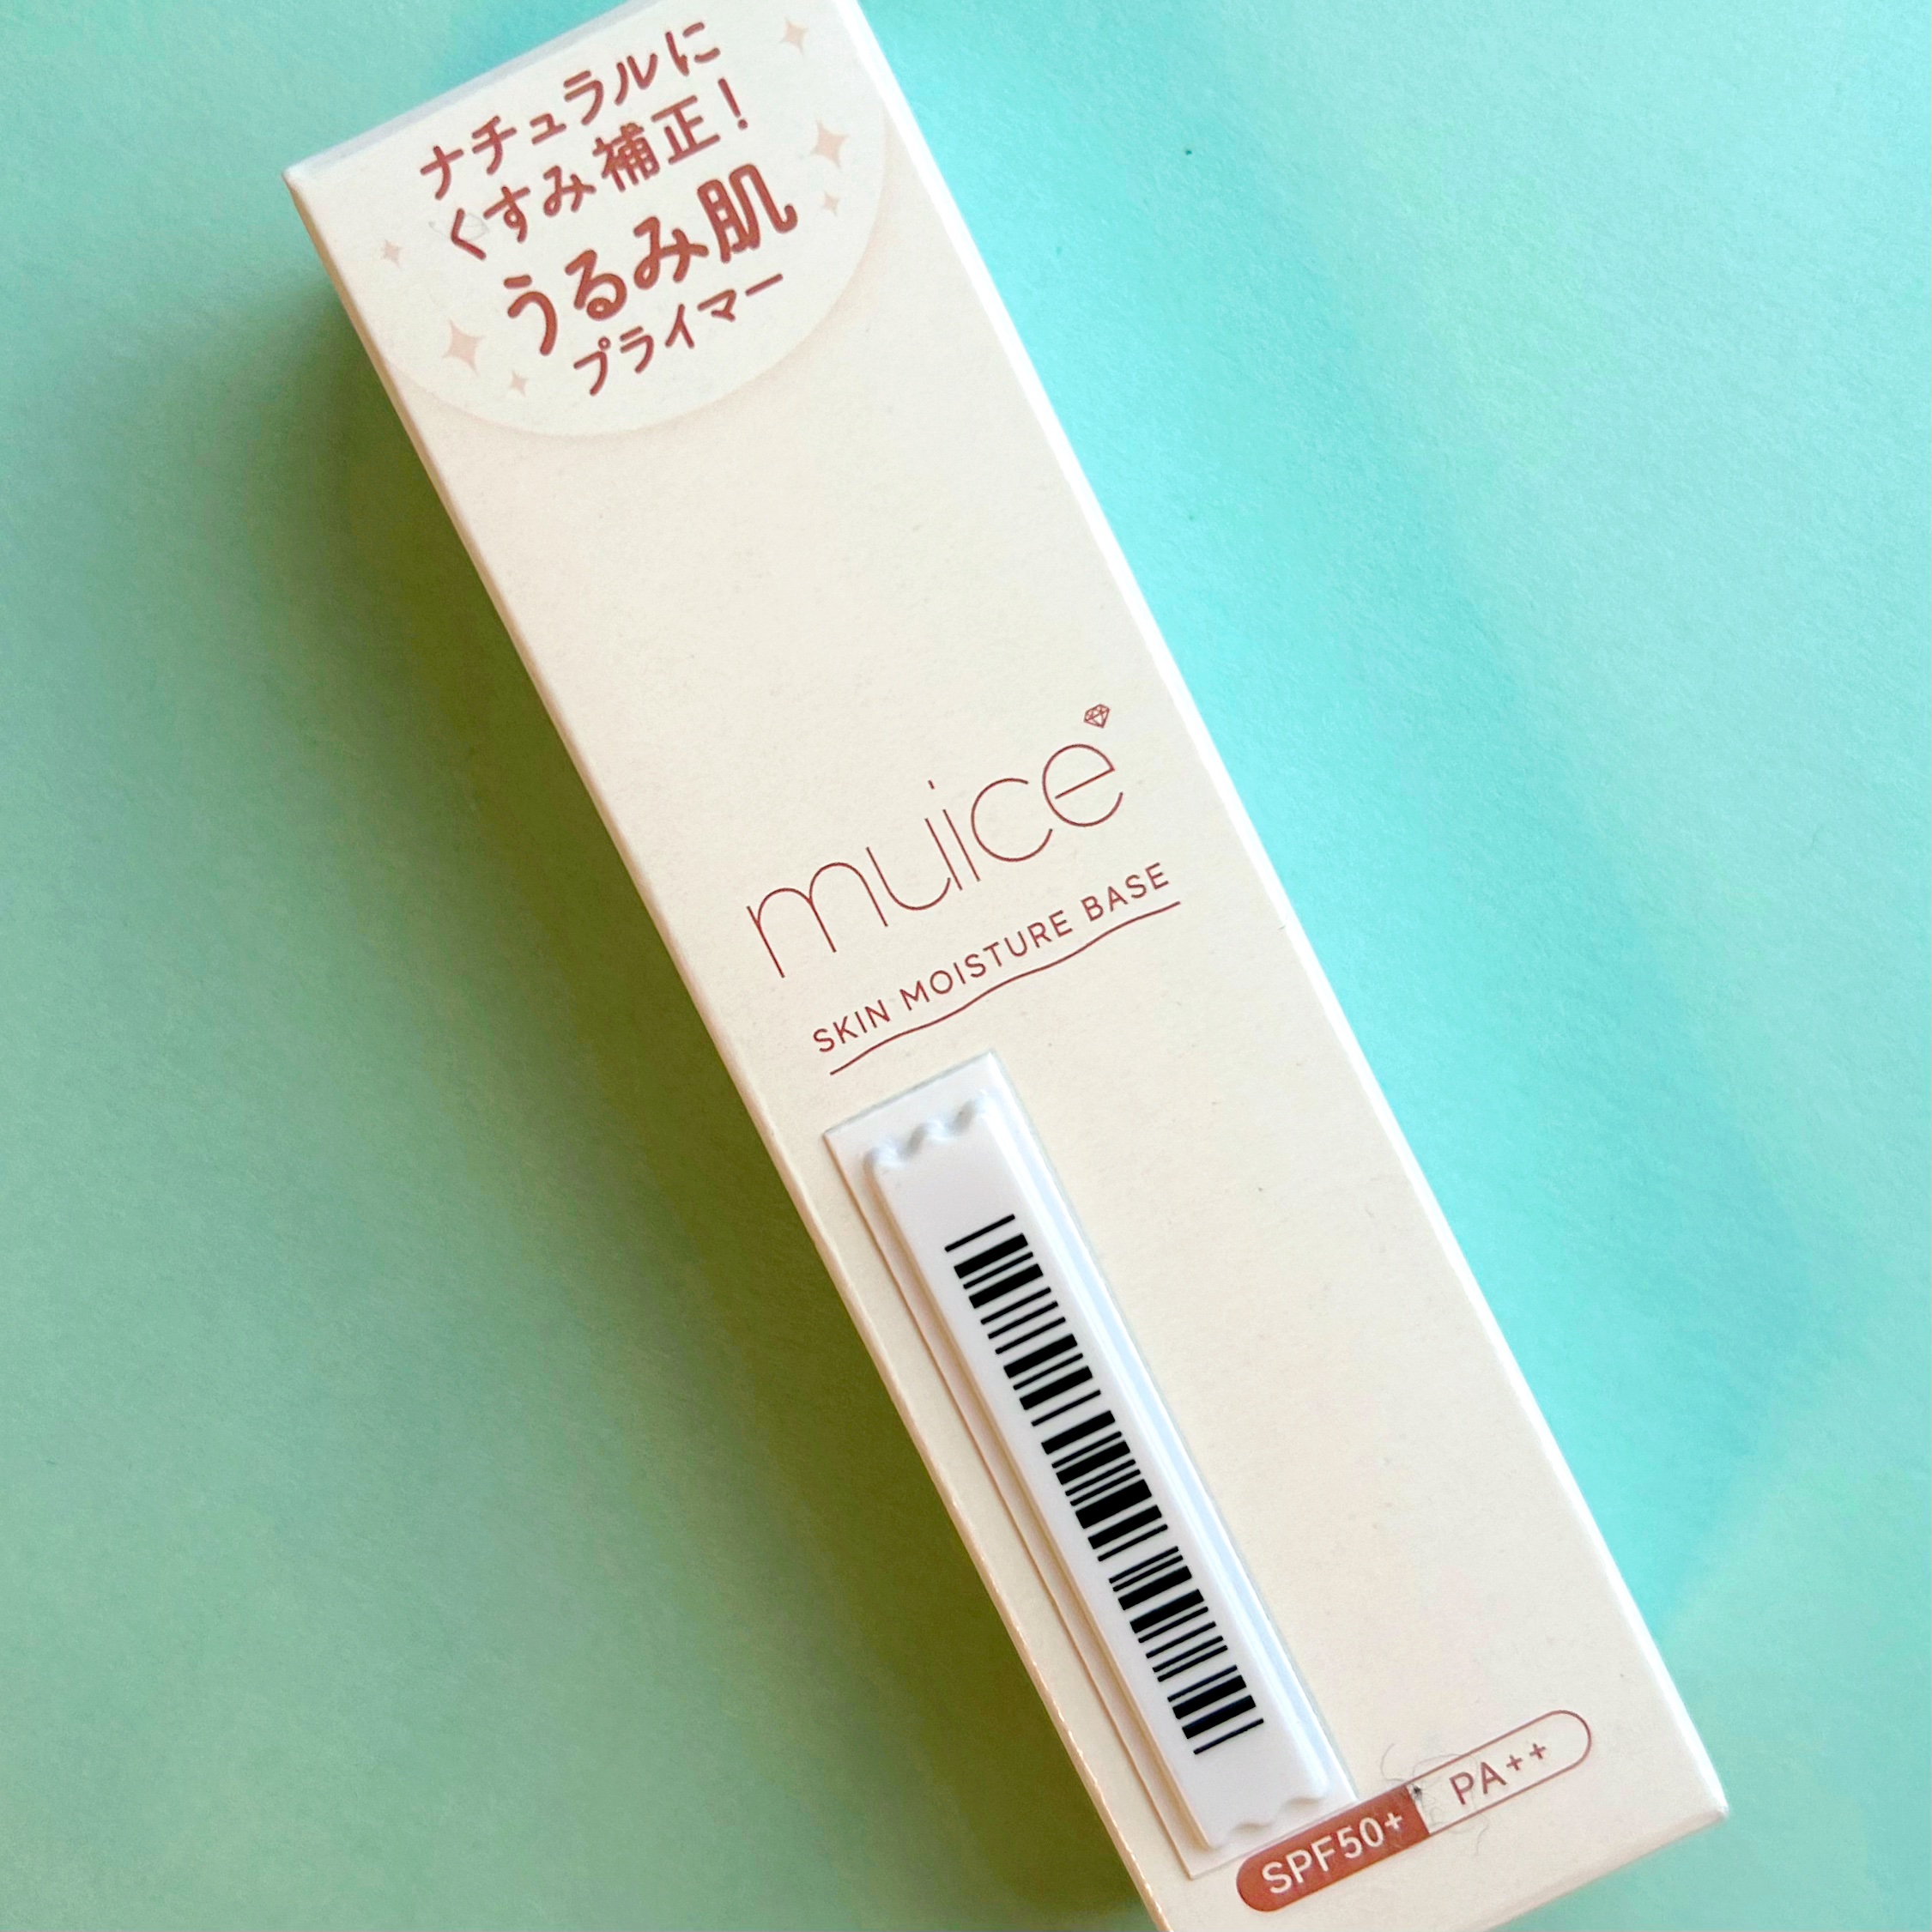 ナチュラルに
くすみ補正！
うるみ肌
プライマー
muice
SKIN MOISTURE BASE
SPF50+ PA++